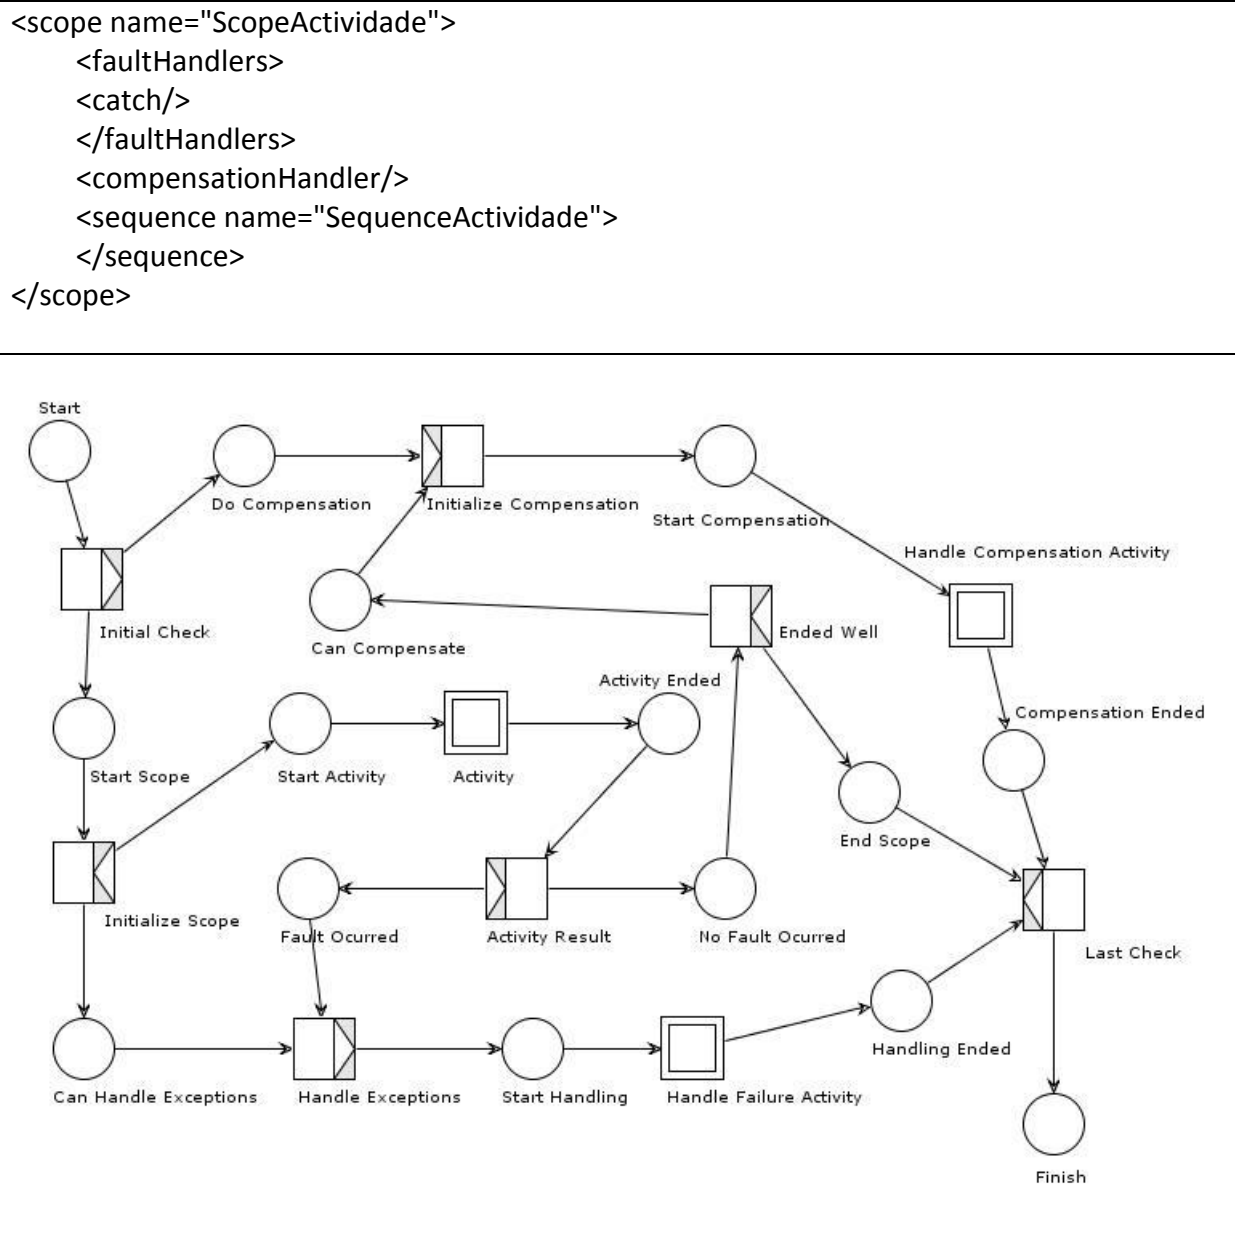 <scope name="ScopeActividade">
<faultHandlers>
<catch/>
</faultHandlers>
<compensationHandler/>
<sequence name="SequenceActividade">
</sequence>
</scope>
Start
Do Compensation
Initialize Compensation
Start Compensation
Handle Compensation Activity
Initial Check
Can Compensate
Ended Well
Activity Ended
Compensation Ended
Start Scope
Start Activity
Activity
End Scope
Initialize Scope
Fault Ocurred
Activity Result
No Fault Ocurred
Last Check
Handling Ended
Can Handle Exceptions
Handle Exceptions
Start Handling
Handle Failure Activity
Finish